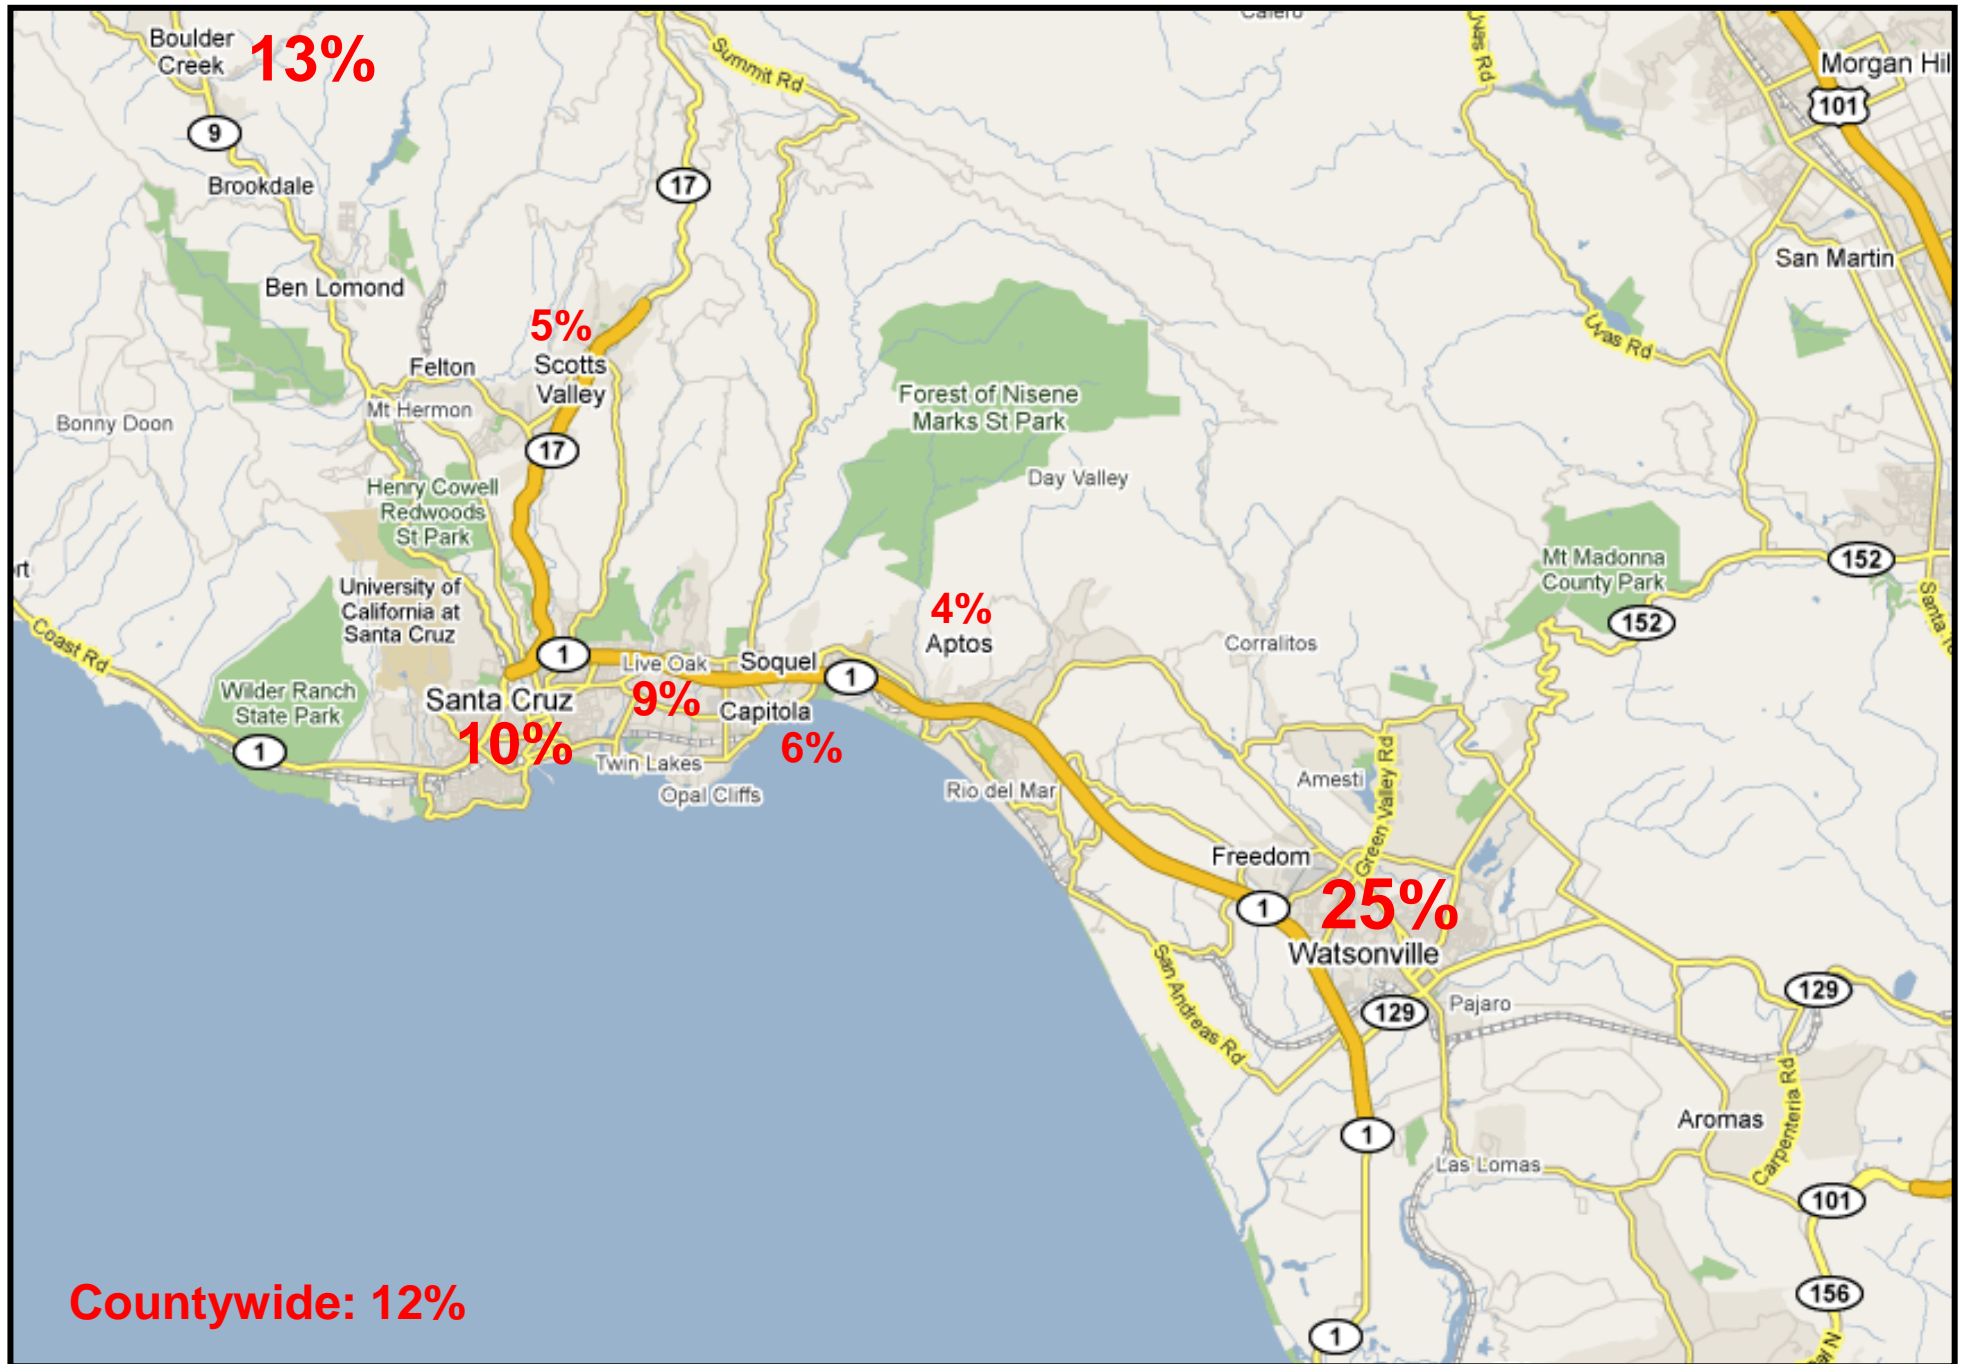 Calero
Boulder
Creek
13%
Summit Rd
Uvas Rd
Morgan Hil
101
9
17
Brookdale
San Martin
Ben Lomond
5%
Uvas Rd
Scotts
Valley
Felton
Mt Hermon
Bonny Doon
Forest of Nisene
Marks St Park
17
Day Valley
Henry Cowell
Redwoods
St Park
Mt Madonna
County Park
152
rt
University of
California at
Santa Cruz
4%
Aptos
152
Santa
Coast Rd
1
Live Oak
Soquel
1
Corralitos
Wilder Ranch
State Park
Santa Cruz
10%
9%
Capitola
6%
1
Twin Lakes
Opal Cliffs
Rio del Mar
Amesti
Green Valley Rd
Freedom
25%
1
Watsonville
San Andreas Rd
129
Pajaro
129
Carpenteria Rd
Aromas
1
Las Lomas
101
Countywide: 12%
156
1